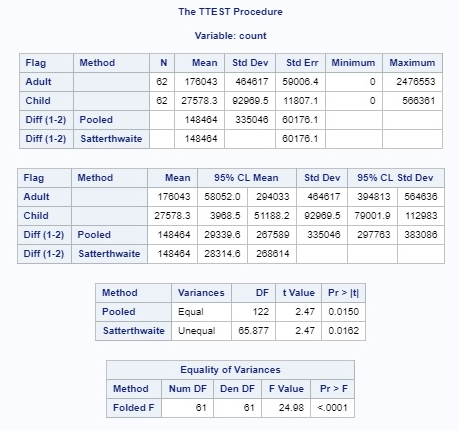 The TTEST Procedure
Variable: count
Flag Method N Mean Std Dev Std Err Minimum Maximum
Adult 62 176043 464617 59006.4 0 2476553
Child 62 27578.3 92969.5 11807.1 0 566361
Diff (1-2) Pooled 148464 335046 60176.1
Diff (1-2) Satterthwaite 148464 60176.1
Flag Method Mean 95% CL Mean Std Dev 95% CL Std Dev
Adult 176043 58052.0 294033 464617 394813 564636
Child 27578.3 3968.5 51188.2 92969.5 79001.9 112983
Diff (1-2) Pooled 148464 29339.6 267589 335046 297763 383086
Diff (1-2) Satterthwaite 148464 28314.6 268614
Method Variances DF t Value Pr > |t|
Pooled Equal 122 2.47 0.0150
Satterthwaite Unequal 65.877 2.47 0.0162
Equality of Variances
Method Num DF Den DF F Value Pr > F
Folded F 61 61 24.98 <.0001